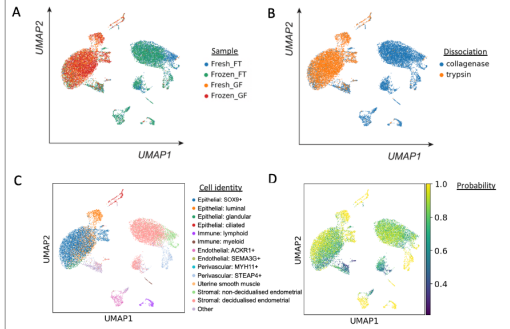 A
UMAP2
UMAP1
Sample
Fresh_FT
Frozen_FT
Fresh_GF
Frozen_GF
B
UMAP2
UMAP1
Dissociation
collagenase
trypsin
C
UMAP2
UMAP1
Cell identity
Epithelial: SOX9+
Epithelial: luminal
Epithelial: glandular
Epithelial: ciliated
Immune: lymphoid
Immune: myeloid
Endothelial: ACKR1+
Endothelial: SEMA3G+
Perivascular: MYH11+
Perivascular: STEAP4+
Uterine smooth muscle
Stromal: non-decidualised endometrial
Stromal: decidualised endometrial
Other
D
UMAP2
UMAP1
Probability
1.0
0.8
0.6
0.4